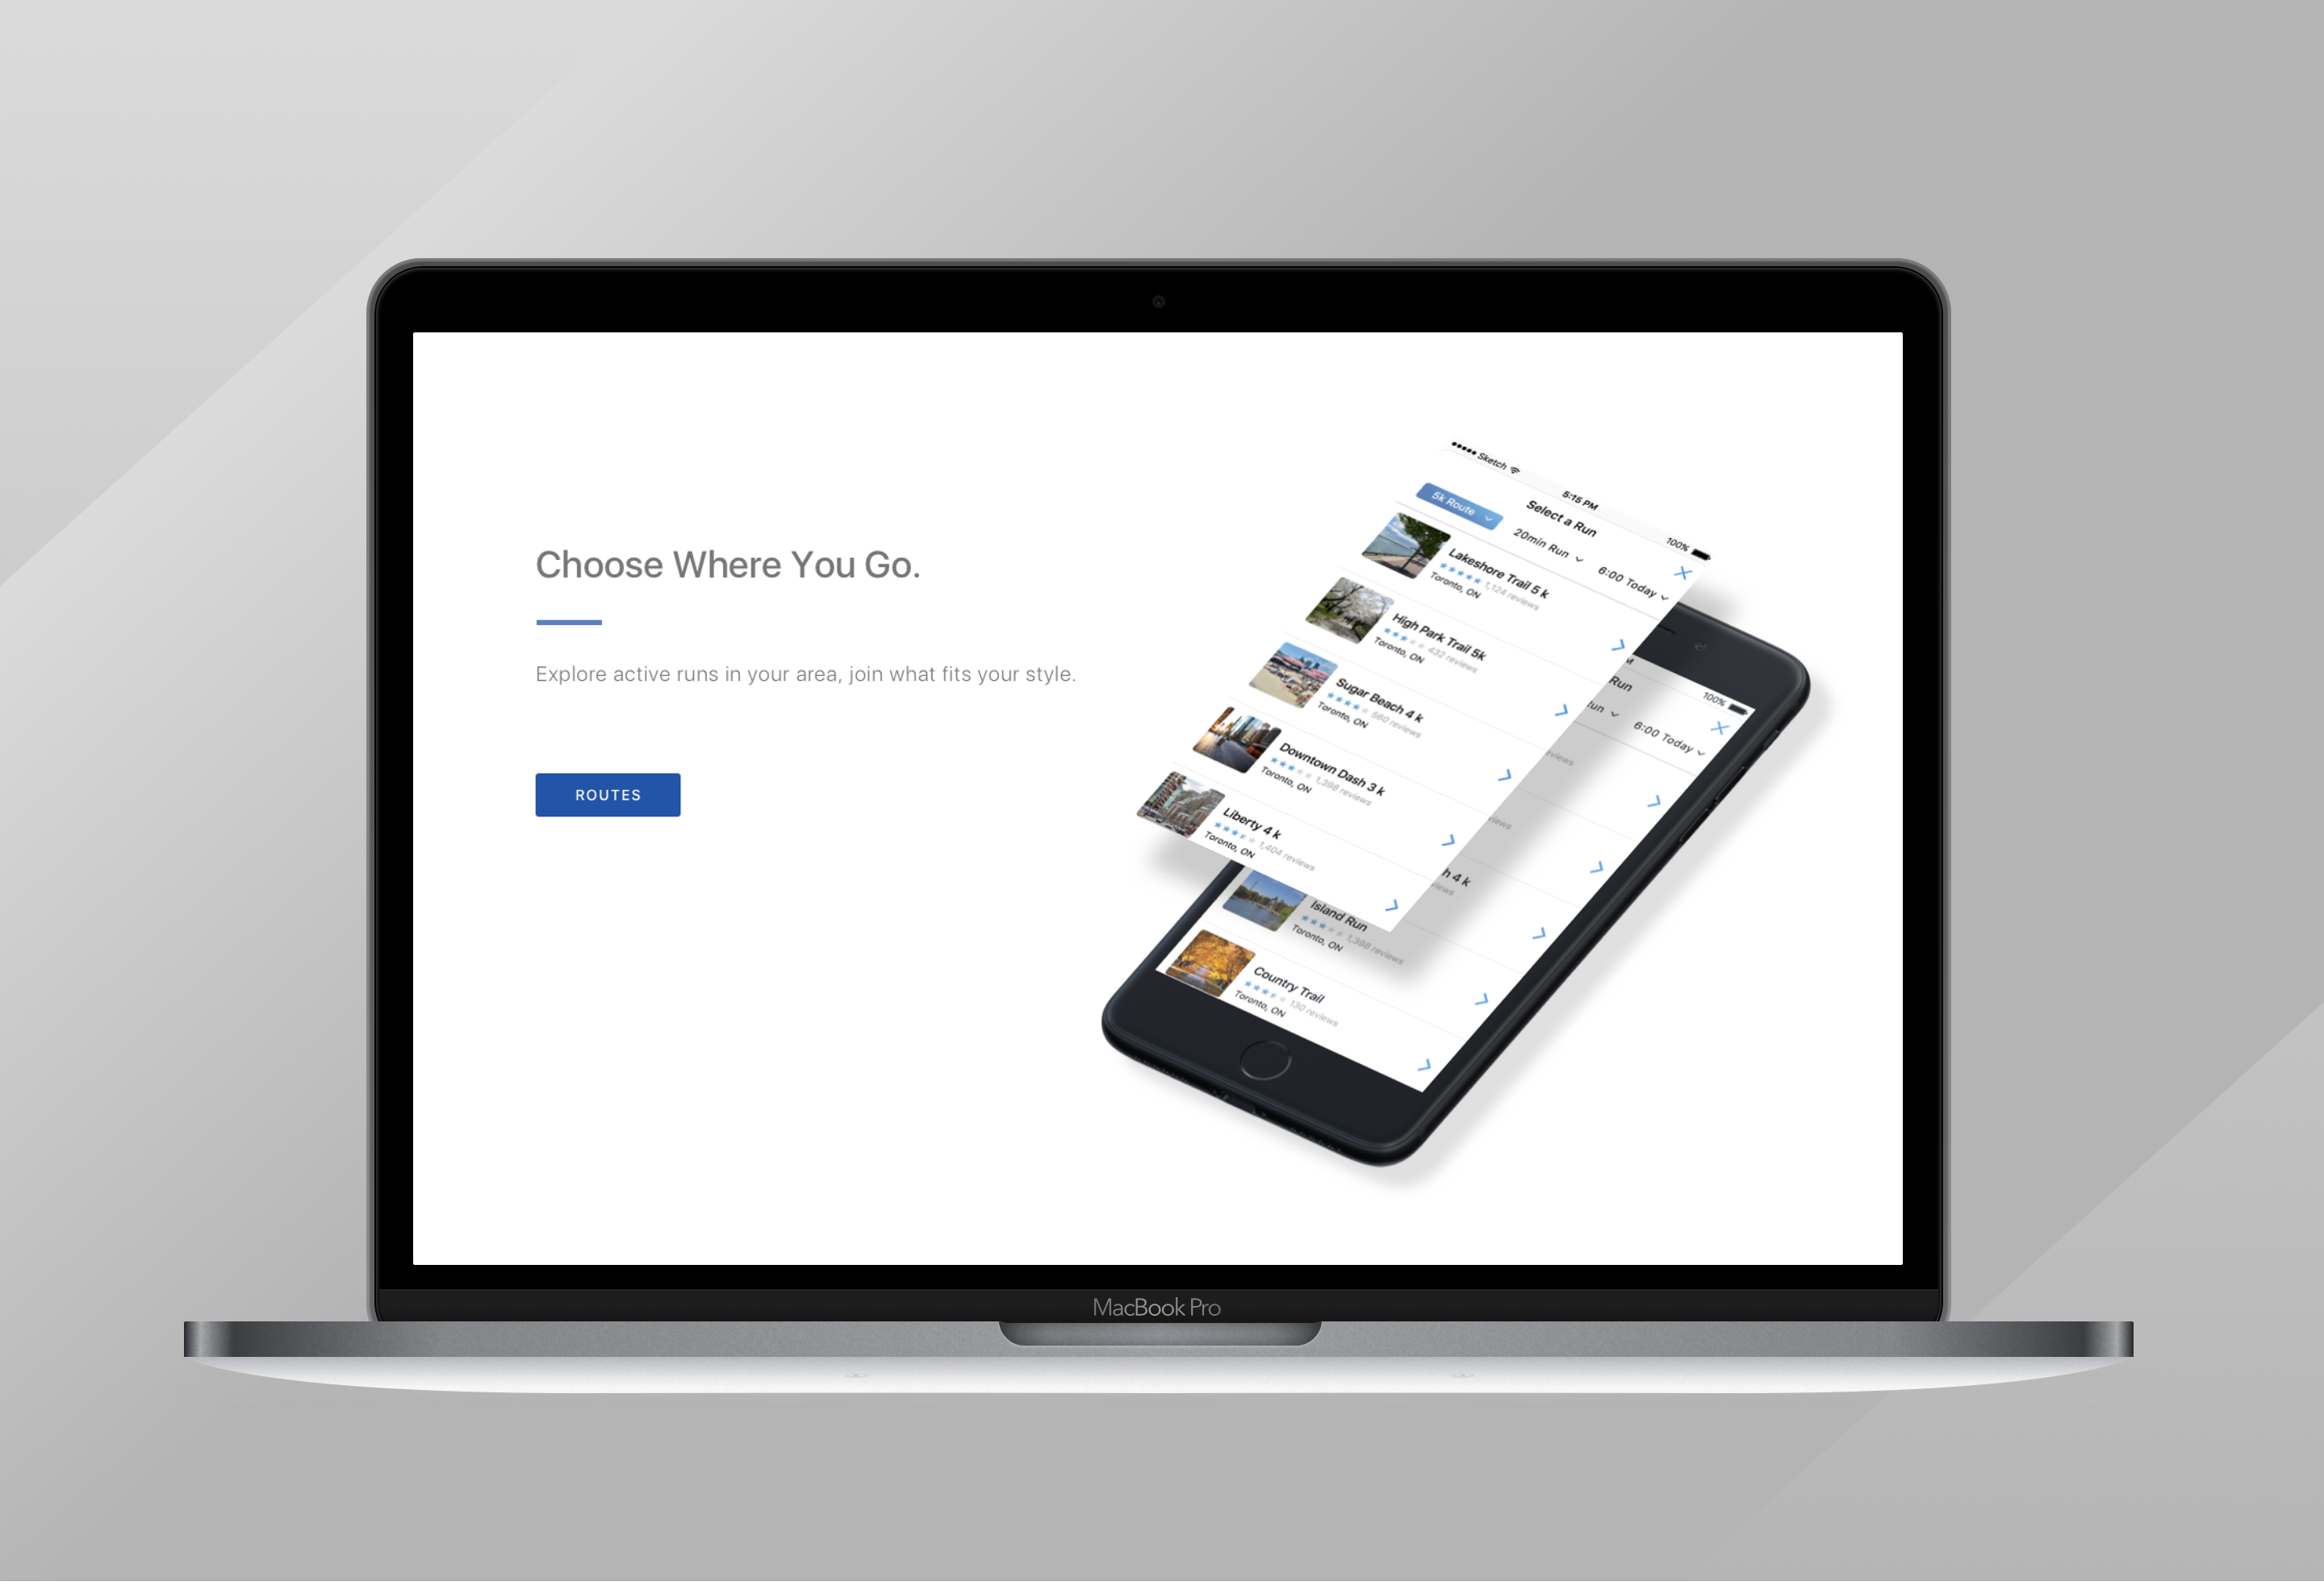 Choose Where You Go.
Explore active runs in your area, join what fits your style.
ROUTES
Sketch
5:15 PM
100%
Select a Run
5k Route
20min Run
6:00 Today
Lakeshore Trail 5 k
1,124 reviews
Toronto, ON
High Park Trail 5k
432 reviews
Toronto, ON
Sugar Beach 4 k
560 reviews
Toronto, ON
Downtown Dash 3 k
1,398 reviews
Toronto, ON
Liberty 4 k
1,404 reviews
Toronto, ON
100%
Run
6:00 Today
h 4 k
Island Run
1,398 reviews
Toronto, ON
Country Trail
130 reviews
Toronto, ON
MacBook Pro